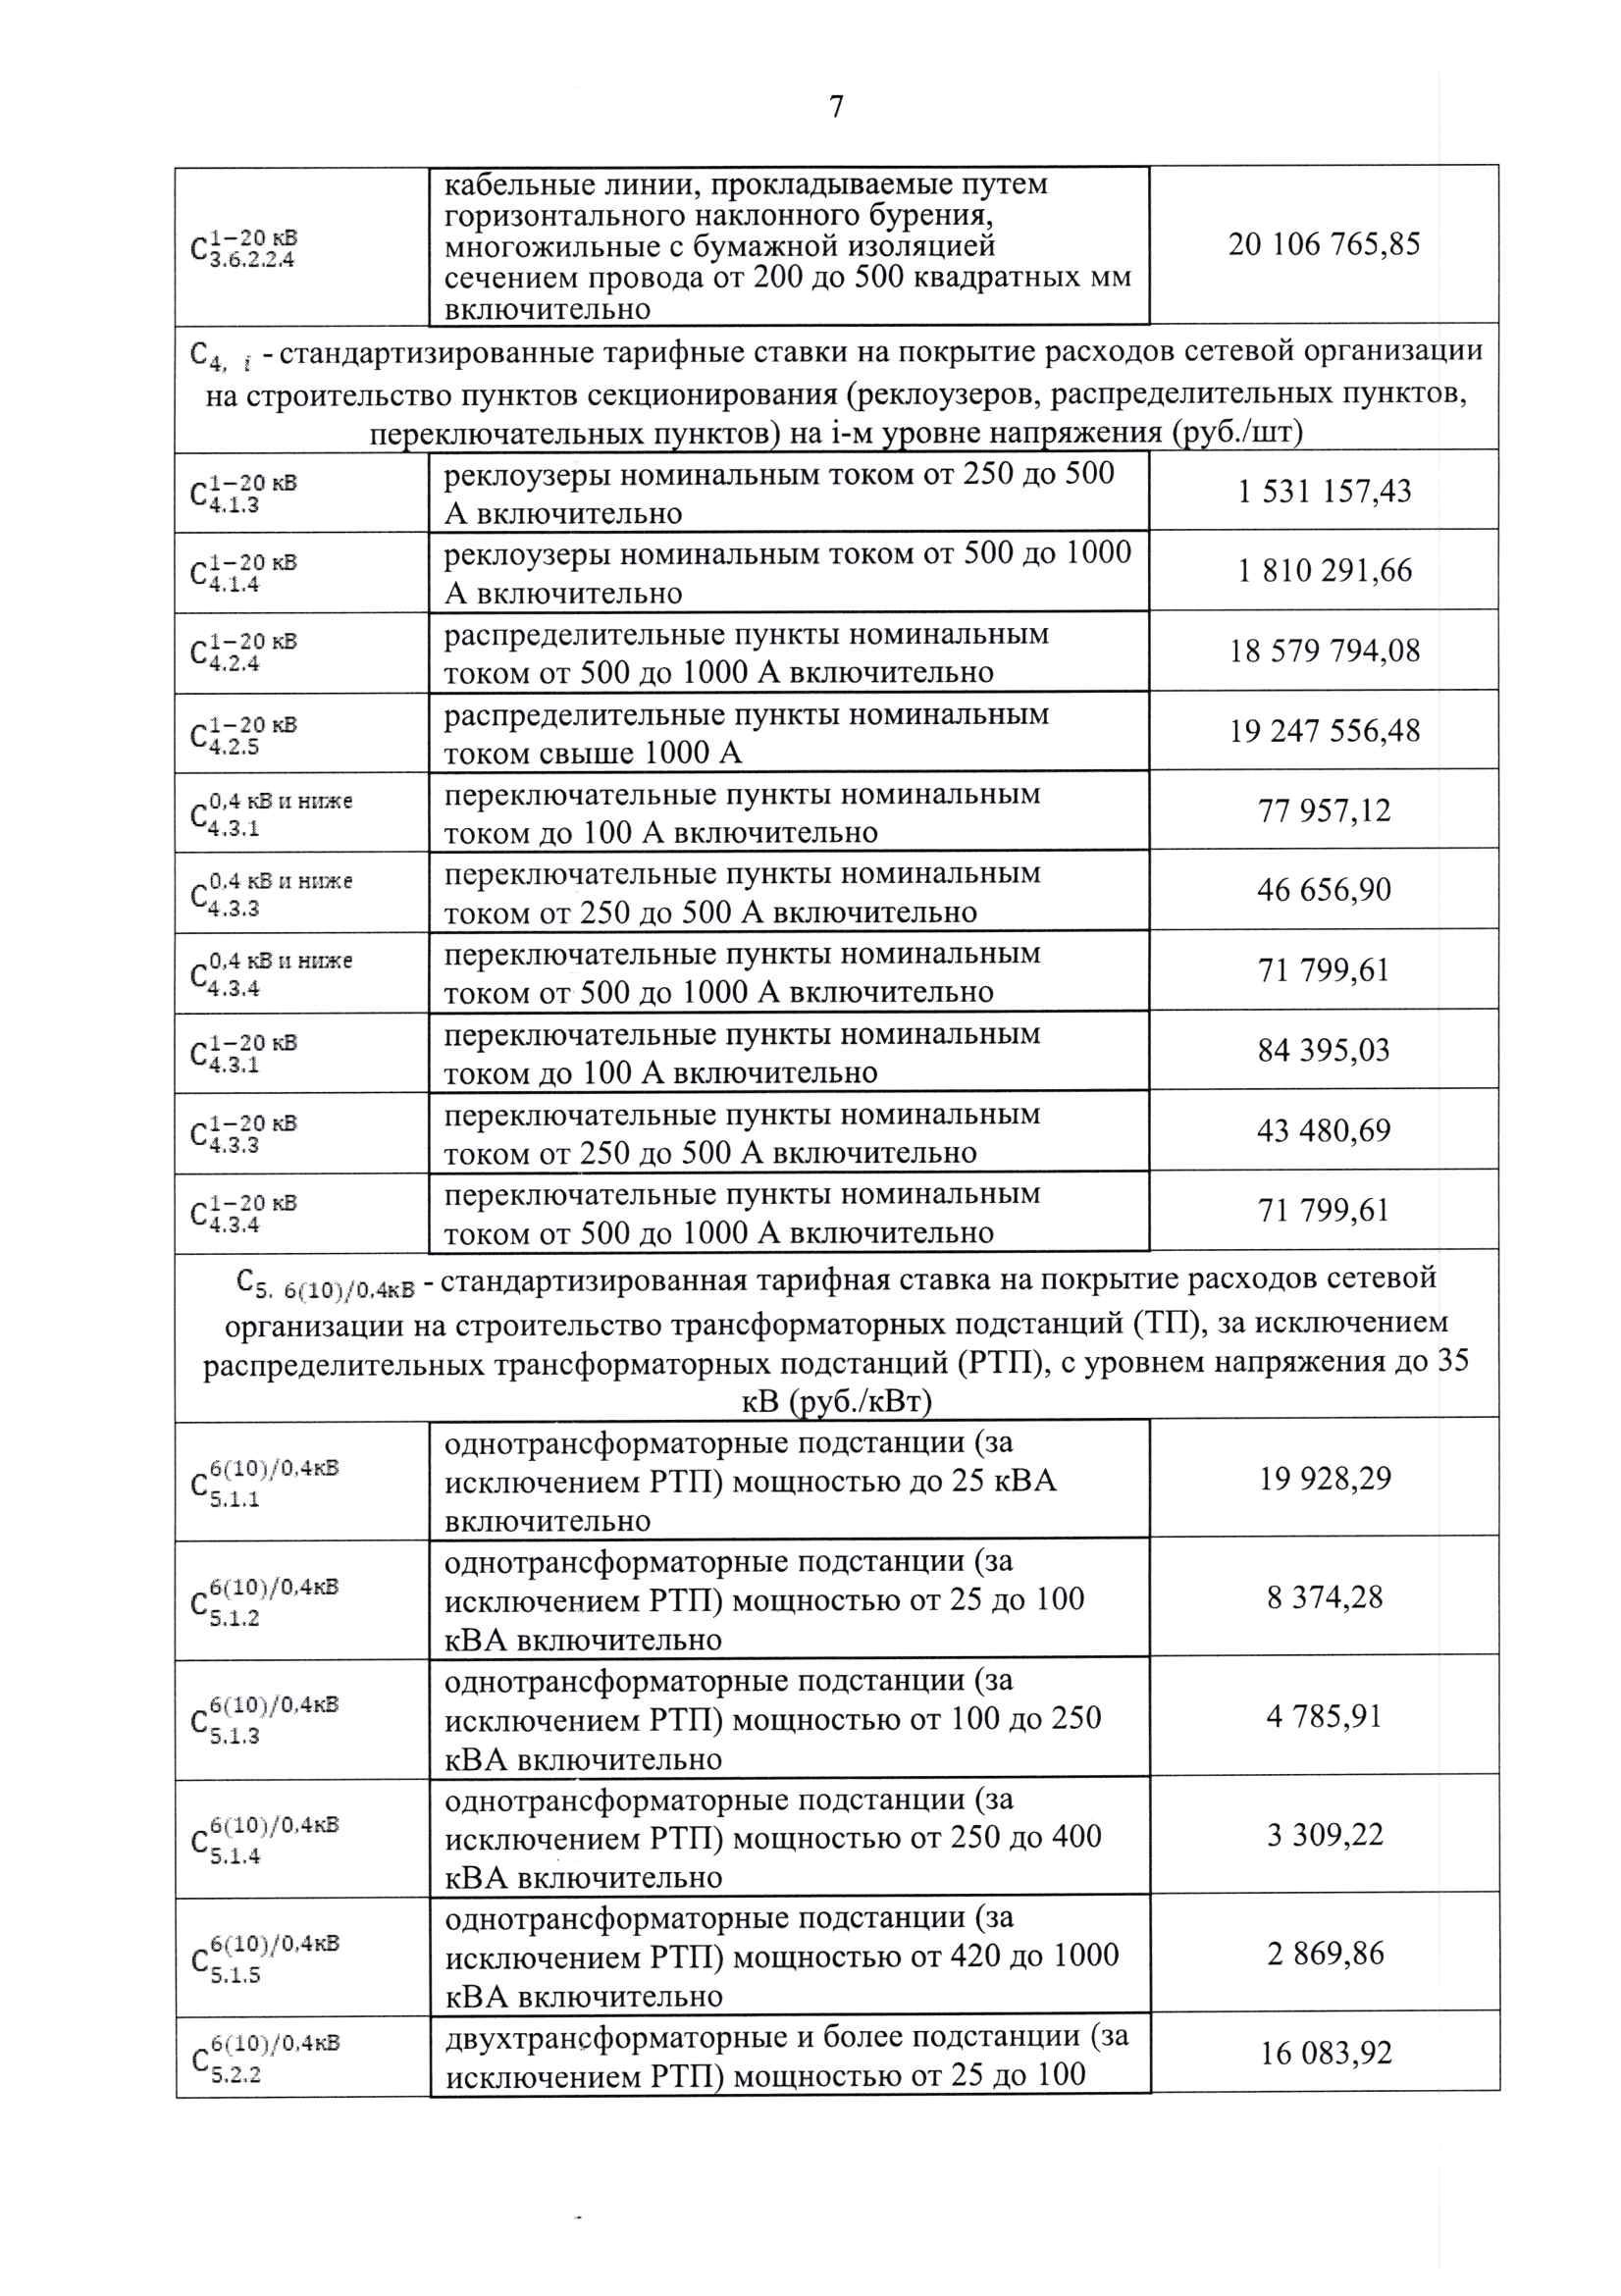 7
кабельные линии, прокладываемые путем
горизонтального наклонного бурения,
многожильные с бумажной изоляцией
сечением провода от 200 до 500 квадратных мм
включительно
C 1−20 кВ 3.6.2.2.4
20 106 765,85
C4, i - стандартизированные тарифные ставки на покрытие расходов сетевой организации
на строительство пунктов секционирования (реклоузеров, распределительных пунктов,
переключательных пунктов) на i-м уровне напряжения (руб./шт)
C 1−20 кВ 4.1.3
реклоузеры номинальным током от 250 до 500
А включительно
1 531 157,43
C 1−20 кВ 4.1.4
реклоузеры номинальным током от 500 до 1000
А включительно
1 810 291,66
C 1−20 кВ 4.2.4
распределительные пункты номинальным
током от 500 до 1000 А включительно
18 579 794,08
C 1−20 кВ 4.2.5
распределительные пункты номинальным
током свыше 1000 А
19 247 556,48
C 0,4 кВ и ниже 4.3.1
переключательные пункты номинальным
током до 100 А включительно
77 957,12
C 0,4 кВ и ниже 4.3.3
переключательные пункты номинальным
током от 250 до 500 А включительно
46 656,90
C 0,4 кВ и ниже 4.3.4
переключательные пункты номинальным
током от 500 до 1000 А включительно
71 799,61
C 1−20 кВ 4.3.1
переключательные пункты номинальным
током до 100 А включительно
84 395,03
C 1−20 кВ 4.3.3
переключательные пункты номинальным
током от 250 до 500 А включительно
43 480,69
C 1−20 кВ 4.3.4
переключательные пункты номинальным
током от 500 до 1000 А включительно
71 799,61
C5, 6(10)/0,4кВ - стандартизированная тарифная ставка на покрытие расходов сетевой
организации на строительство трансформаторных подстанций (ТП), за исключением
распределительных трансформаторных подстанций (РТП), с уровнем напряжения до 35
кВ (руб./кВт)
C 6(10)/0,4кВ 5.1.1
однотрансформаторные подстанции (за
исключением РТП) мощностью до 25 кВА
включительно
19 928,29
C 6(10)/0,4кВ 5.1.2
однотрансформаторные подстанции (за
исключением РТП) мощностью от 25 до 100
кВА включительно
8 374,28
C 6(10)/0,4кВ 5.1.3
однотрансформаторные подстанции (за
исключением РТП) мощностью от 100 до 250
кВА включительно
4 785,91
C 6(10)/0,4кВ 5.1.4
однотрансформаторные подстанции (за
исключением РТП) мощностью от 250 до 400
кВА включительно
3 309,22
C 6(10)/0,4кВ 5.1.5
однотрансформаторные подстанции (за
исключением РТП) мощностью от 420 до 1000
кВА включительно
2 869,86
C 6(10)/0,4кВ 5.2.2
двухтрансформаторные и более подстанции (за
исключением РТП) мощностью от 25 до 100
16 083,92